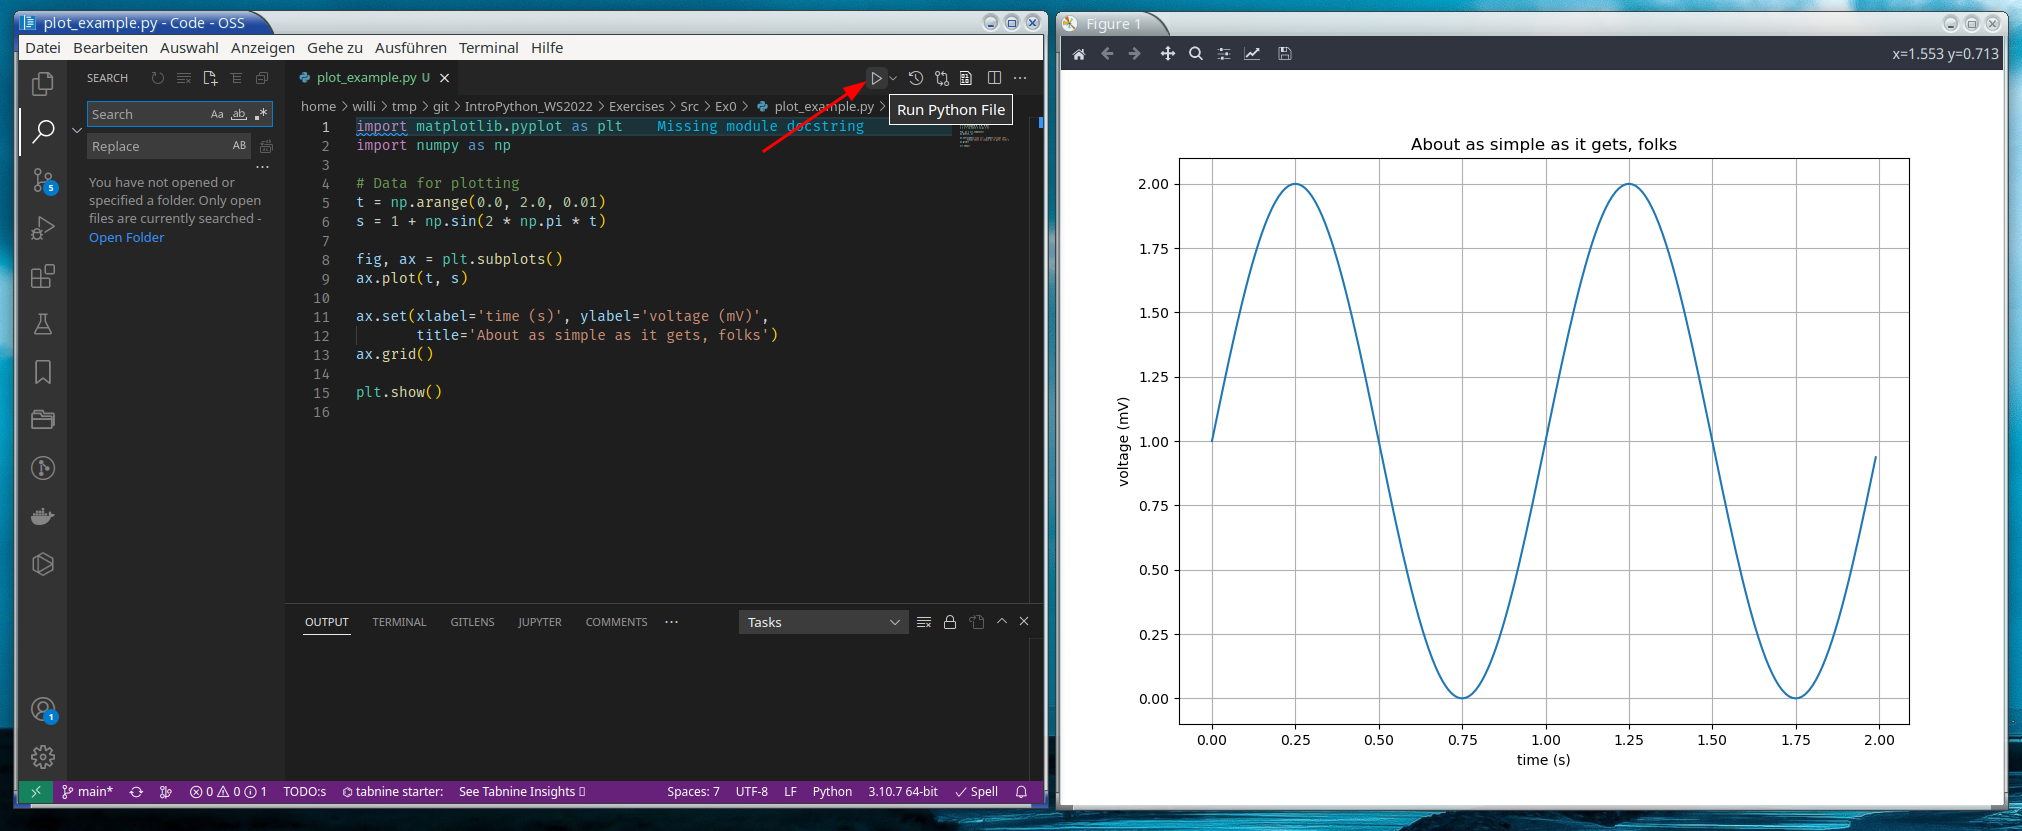 plot_example.py - Code - OSS
Datei Bearbeiten Auswahl Anzeigen Gehe zu Ausführen Terminal Hilfe
SEARCH
Search
Aa ab .*
Replace
AB
You have not opened or
specified a folder. Only open
files are currently searched -
Open Folder
5
1
plot_example.py U
home > willi > tmp > git > IntroPython_WS2022 > Exercises > Src > Ex0 > plot_example.py >
Run Python File
1 import matplotlib.pyplot as plt Missing module docstring
2 import numpy as np
3
4 # Data for plotting
5 t = np.arange(0.0, 2.0, 0.01)
6 s = 1 + np.sin(2 * np.pi * t)
7
8 fig, ax = plt.subplots()
9 ax.plot(t, s)
10
11 ax.set(xlabel='time (s)', ylabel='voltage (mV)',
12 title='About as simple as it gets, folks')
13 ax.grid()
14
15 plt.show()
16
OUTPUT TERMINAL GITLENS JUPYTER COMMENTS ···
Tasks
main* 0 0 1 TODO:s tabnine starter: See Tabnine Insights Spaces: 7 UTF-8 LF Python 3.10.7 64-bit Spell
Figure 1
x=1.553 y=0.713
About as simple as it gets, folks
2.00
1.75
1.50
1.25
1.00
0.75
0.50
0.25
0.00
voltage (mV)
0.00 0.25 0.50 0.75 1.00 1.25 1.50 1.75 2.00
time (s)